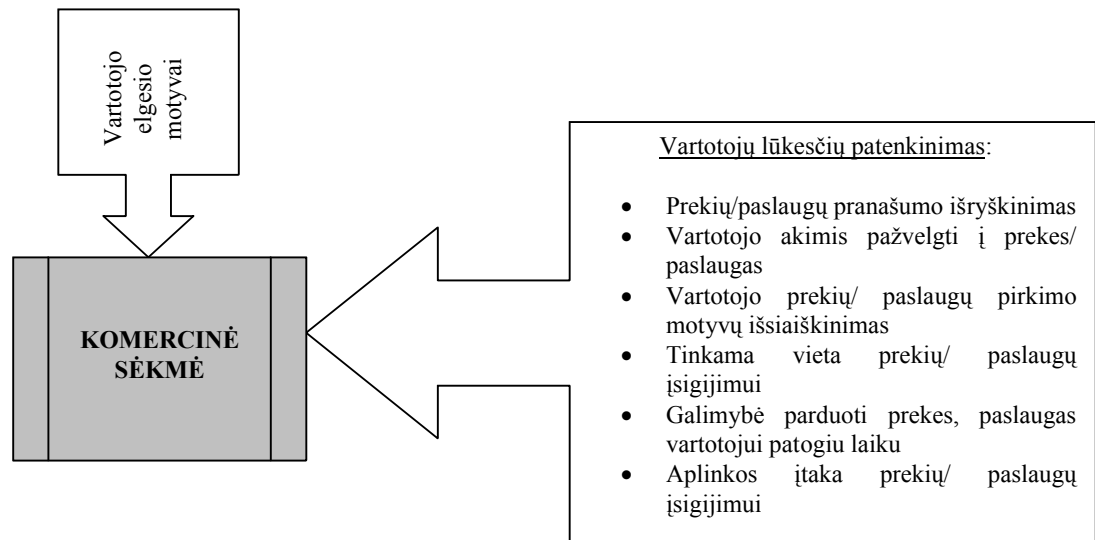 Vartotojo
elgesio
motyvai
Vartotojų lūkesčių patenkinimas:
• Prekių/paslaugų pranašumo išryškinimas
• Vartotojo akimis pažvelgti į prekes/
paslaugas
• Vartotojo prekių/ paslaugų pirkimo
motyvų išsiaiškinimas
• Tinkama vieta prekių/ paslaugų
įsigijimui
• Galimybė parduoti prekes, paslaugas
vartotojui patogiu laiku
• Aplinkos įtaka prekių/ paslaugų
įsigijimui
KOMERCINĖ
SĖKMĖ